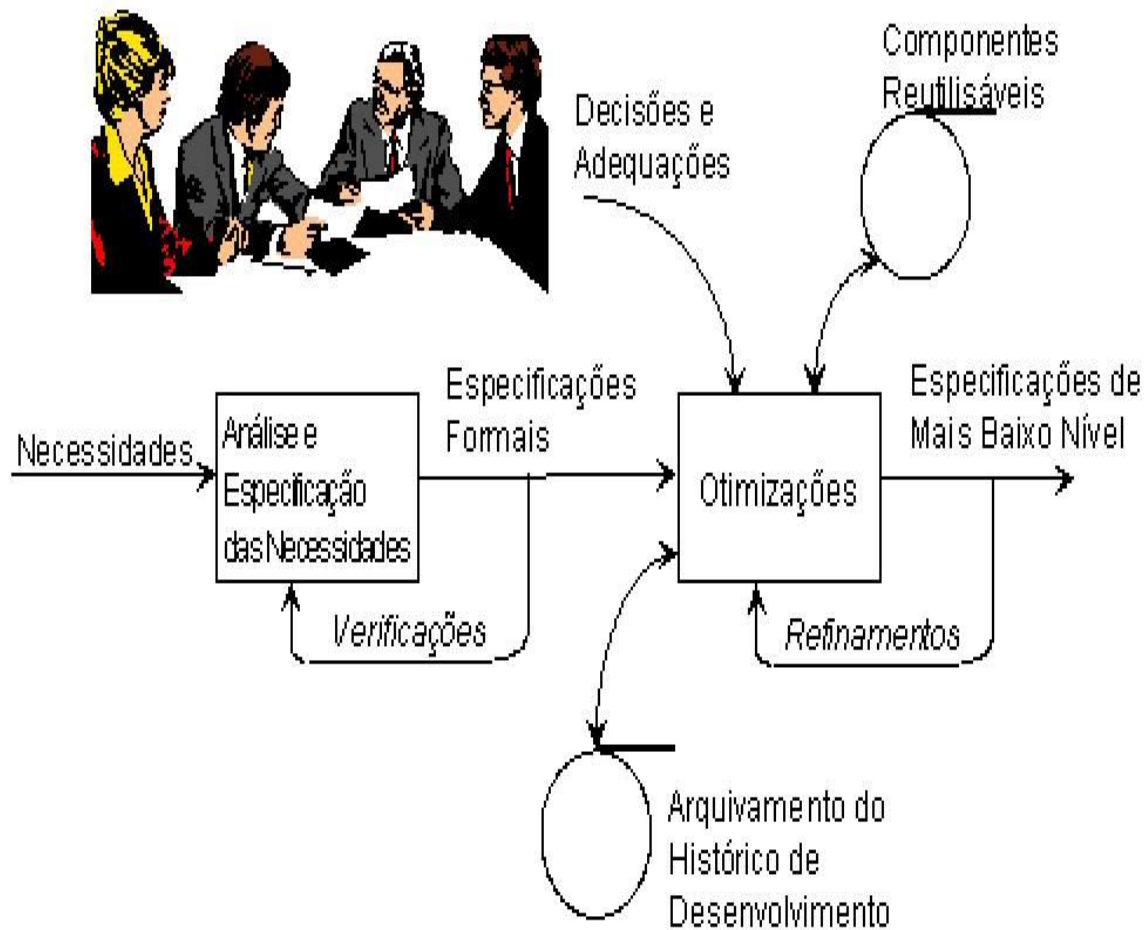 Componentes
Reutilisáveis
Decisões e
Adequações
Necessidades
Análise e
Especificação
das Necessidades
Especificações
Formais
Verificações
Otimizações
Especificações de
Mais Baixo Nível
Refinamentos
Arquivamento do
Histórico de
Desenvolvimento